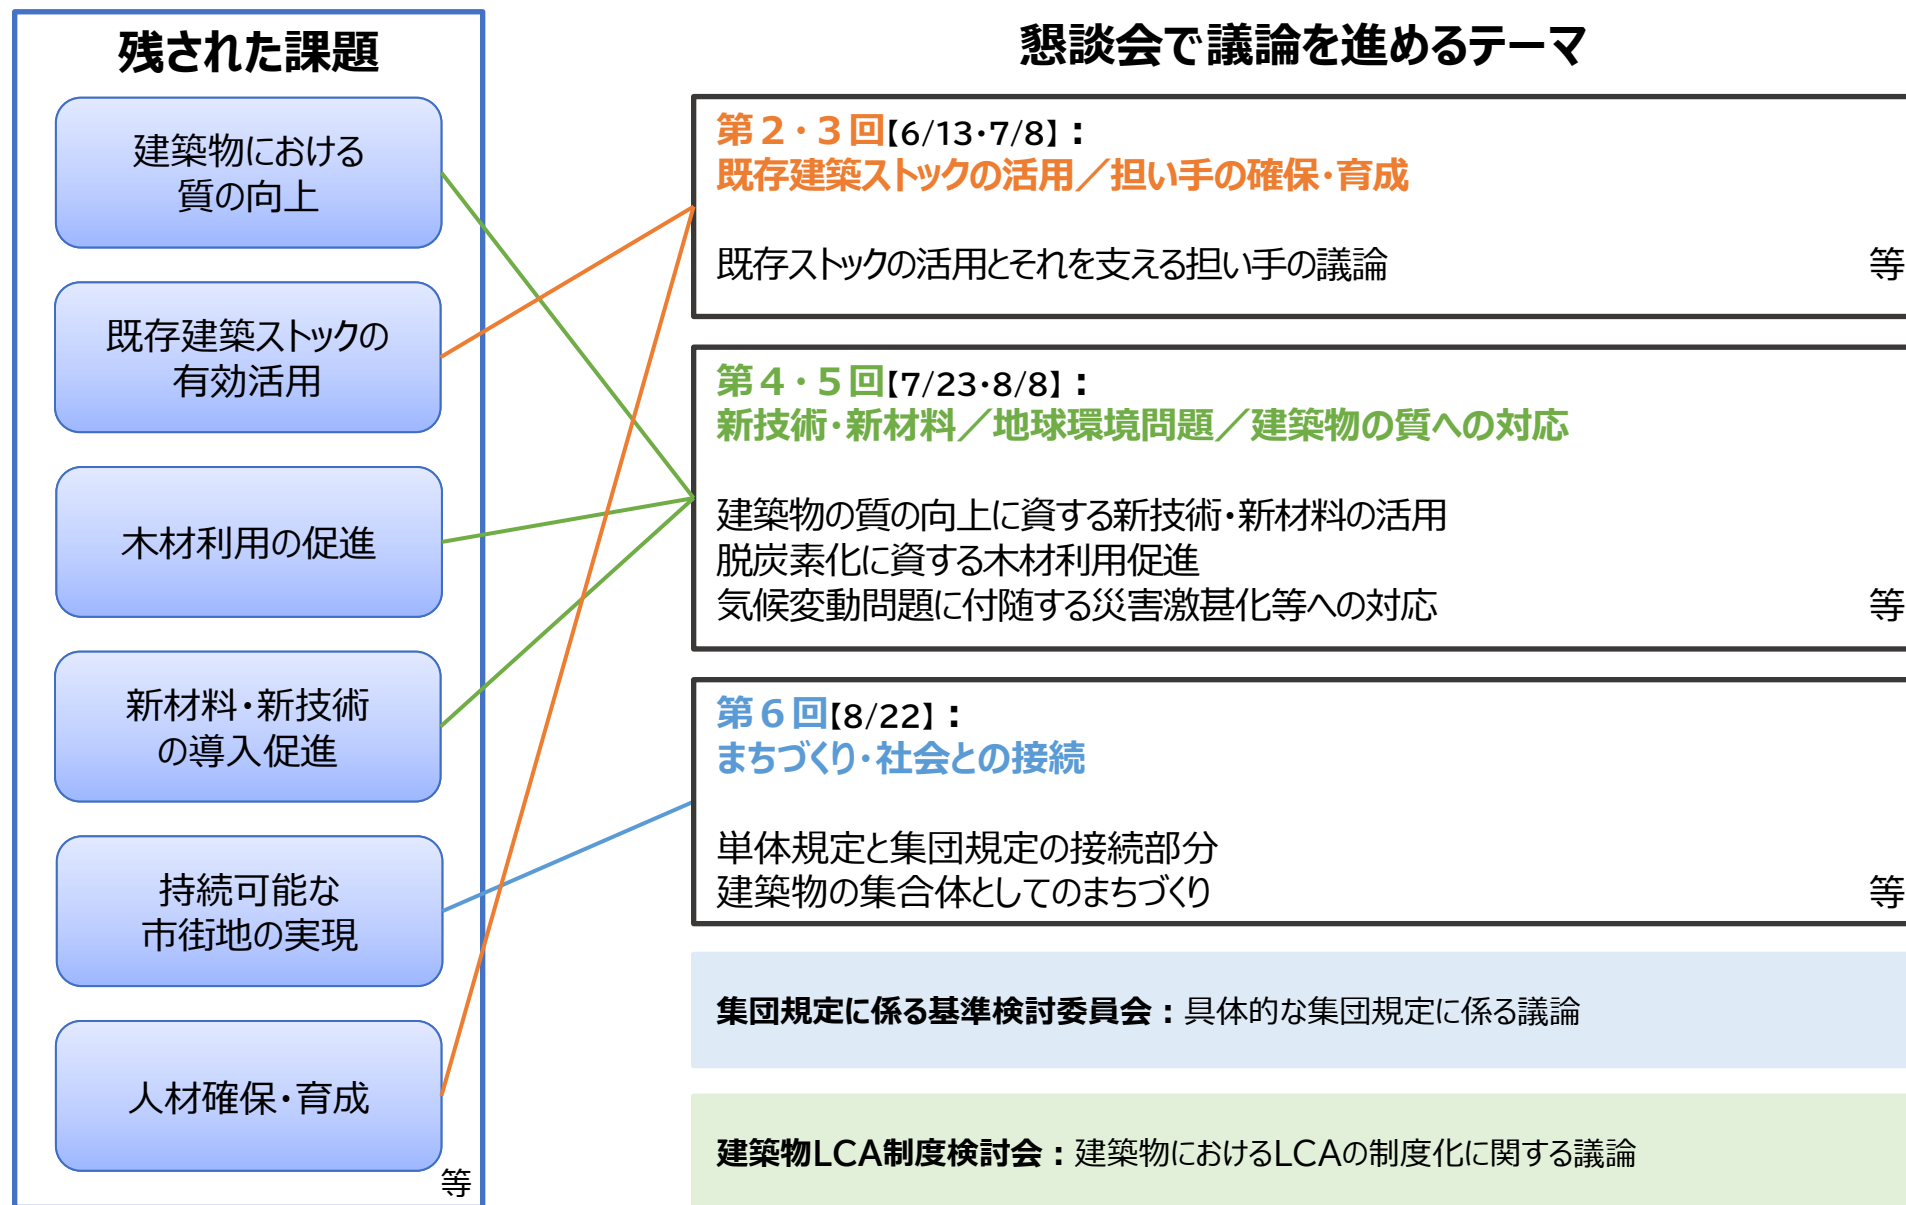 残された課題
建築物における
質の向上
既存建築ストックの
有効活用
木材利用の促進
新材料・新技術
の導入促進
持続可能な
市街地の実現
人材確保・育成
等
懇談会で議論を進めるテーマ
第２・３回【6/13・7/8】：
既存建築ストックの活用／担い手の確保・育成
既存ストックの活用とそれを支える担い手の議論 等
第４・５回【7/23・8/8】：
新技術・新材料／地球環境問題／建築物の質への対応
建築物の質の向上に資する新技術・新材料の活用
脱炭素化に資する木材利用促進
気候変動問題に付随する災害激甚化等への対応 等
第６回【8/22】：
まちづくり・社会との接続
単体規定と集団規定の接続部分
建築物の集合体としてのまちづくり 等
集団規定に係る基準検討委員会：具体的な集団規定に係る議論
建築物LCA制度検討会：建築物におけるLCAの制度化に関する議論